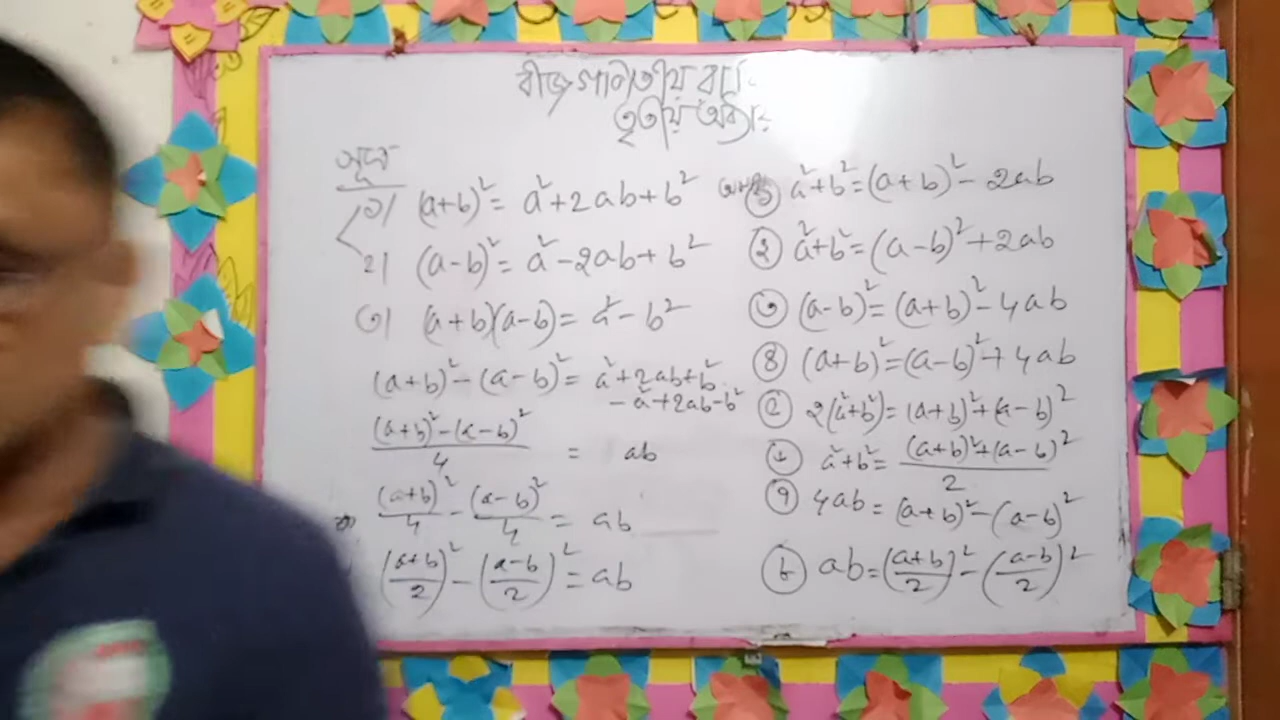 বীজগাণিতীয়
তৃতীয় অধ্যায়
সূত্র
১। (a+b)² = a²+2ab+b²
২। (a-b)² = a²-2ab+b²
৩। (a+b)(a-b) = a²-b²
(a+b)²-(a-b)² = a²+2ab+b²
-a²+2ab-b²
((a+b)²-(a-b)²)/4 = ab
(a+b)²/4 - (a-b)²/4 = ab
((a+b)/2)² - ((a-b)/2)² = ab
১ a²+b²=(a+b)²-2ab
২ a²+b²=(a-b)²+2ab
৩ (a-b)²=(a+b)²-4ab
৪ (a+b)²=(a-b)²+4ab
৫ 2(a²+b²)=(a+b)²+(a-b)²
৬ a²+b²=((a+b)²+(a-b)²)/2
৭ 4ab=(a+b)²-(a-b)²
৮ ab=((a+b)/2)²-((a-b)/2)²